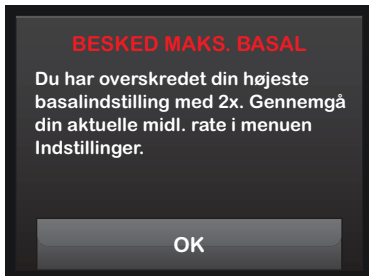 BESKED MAKS. BASAL
Du har overskredet din højeste
basalindstilling med 2x. Gennemgå
din aktuelle midl. rate i menuen
Indstillinger.
OK